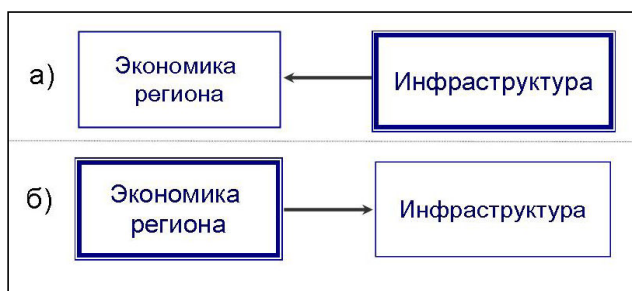 а)
Экономика
региона
Инфраструктура
б)
Экономика
региона
Инфраструктура